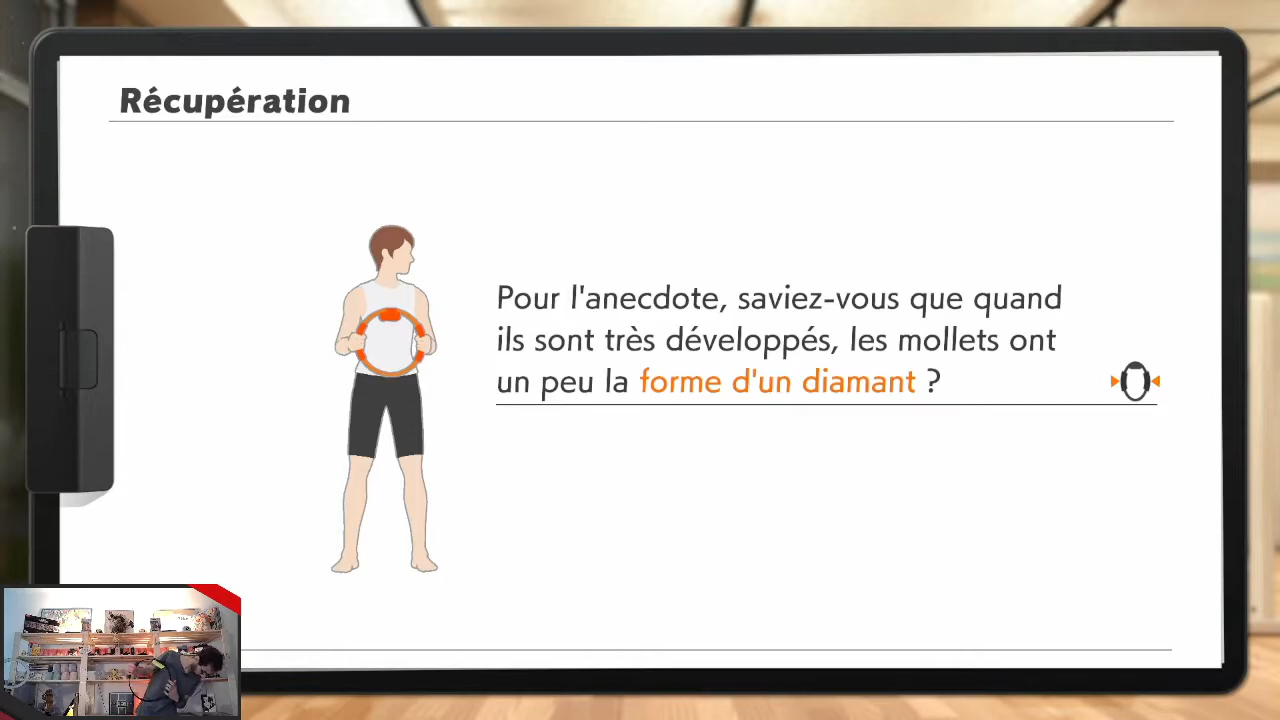 Récupération
Pour l'anecdote, saviez-vous que quand
ils sont très développés, les mollets ont
un peu la forme d'un diamant ?